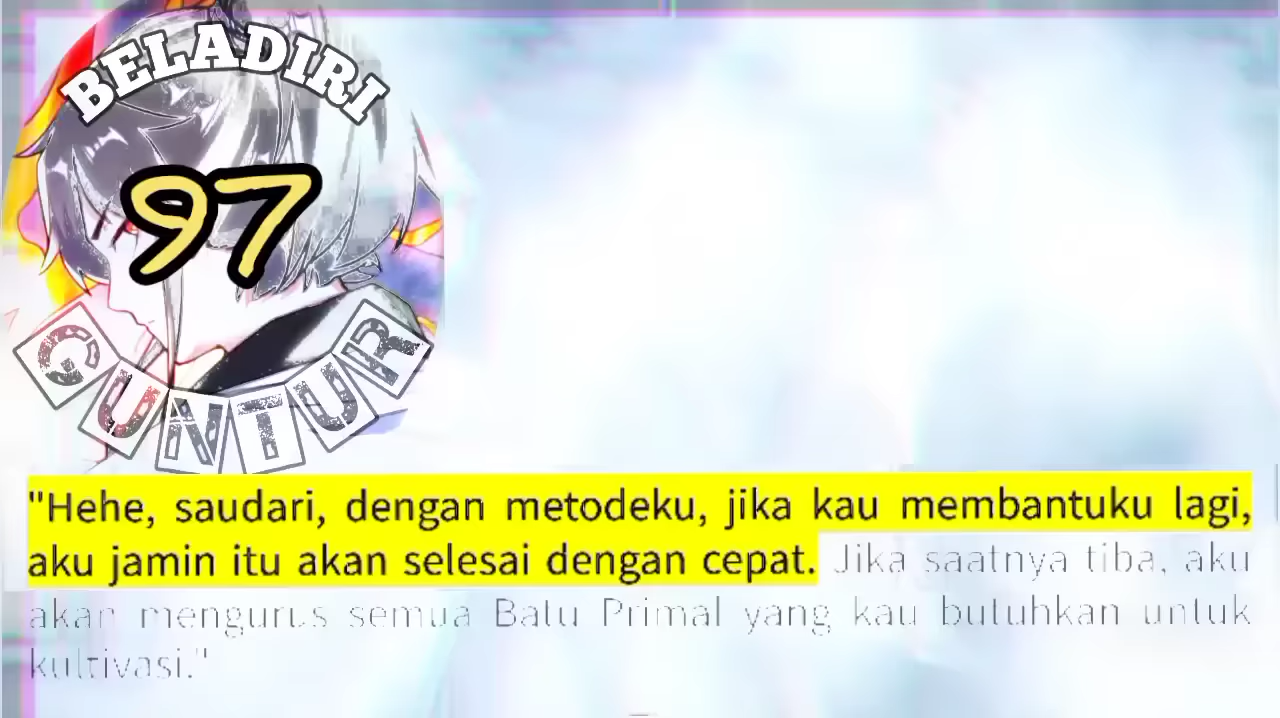 BELADIRI
97
GUNTUR
"Hehe, saudari, dengan metodeku, jika kau membantuku lagi,
aku jamin itu akan selesai dengan cepat. Jika saatnya tiba, aku
akan mengurus semua Batu Primal yang kau butuhkan untuk
kultivasi."